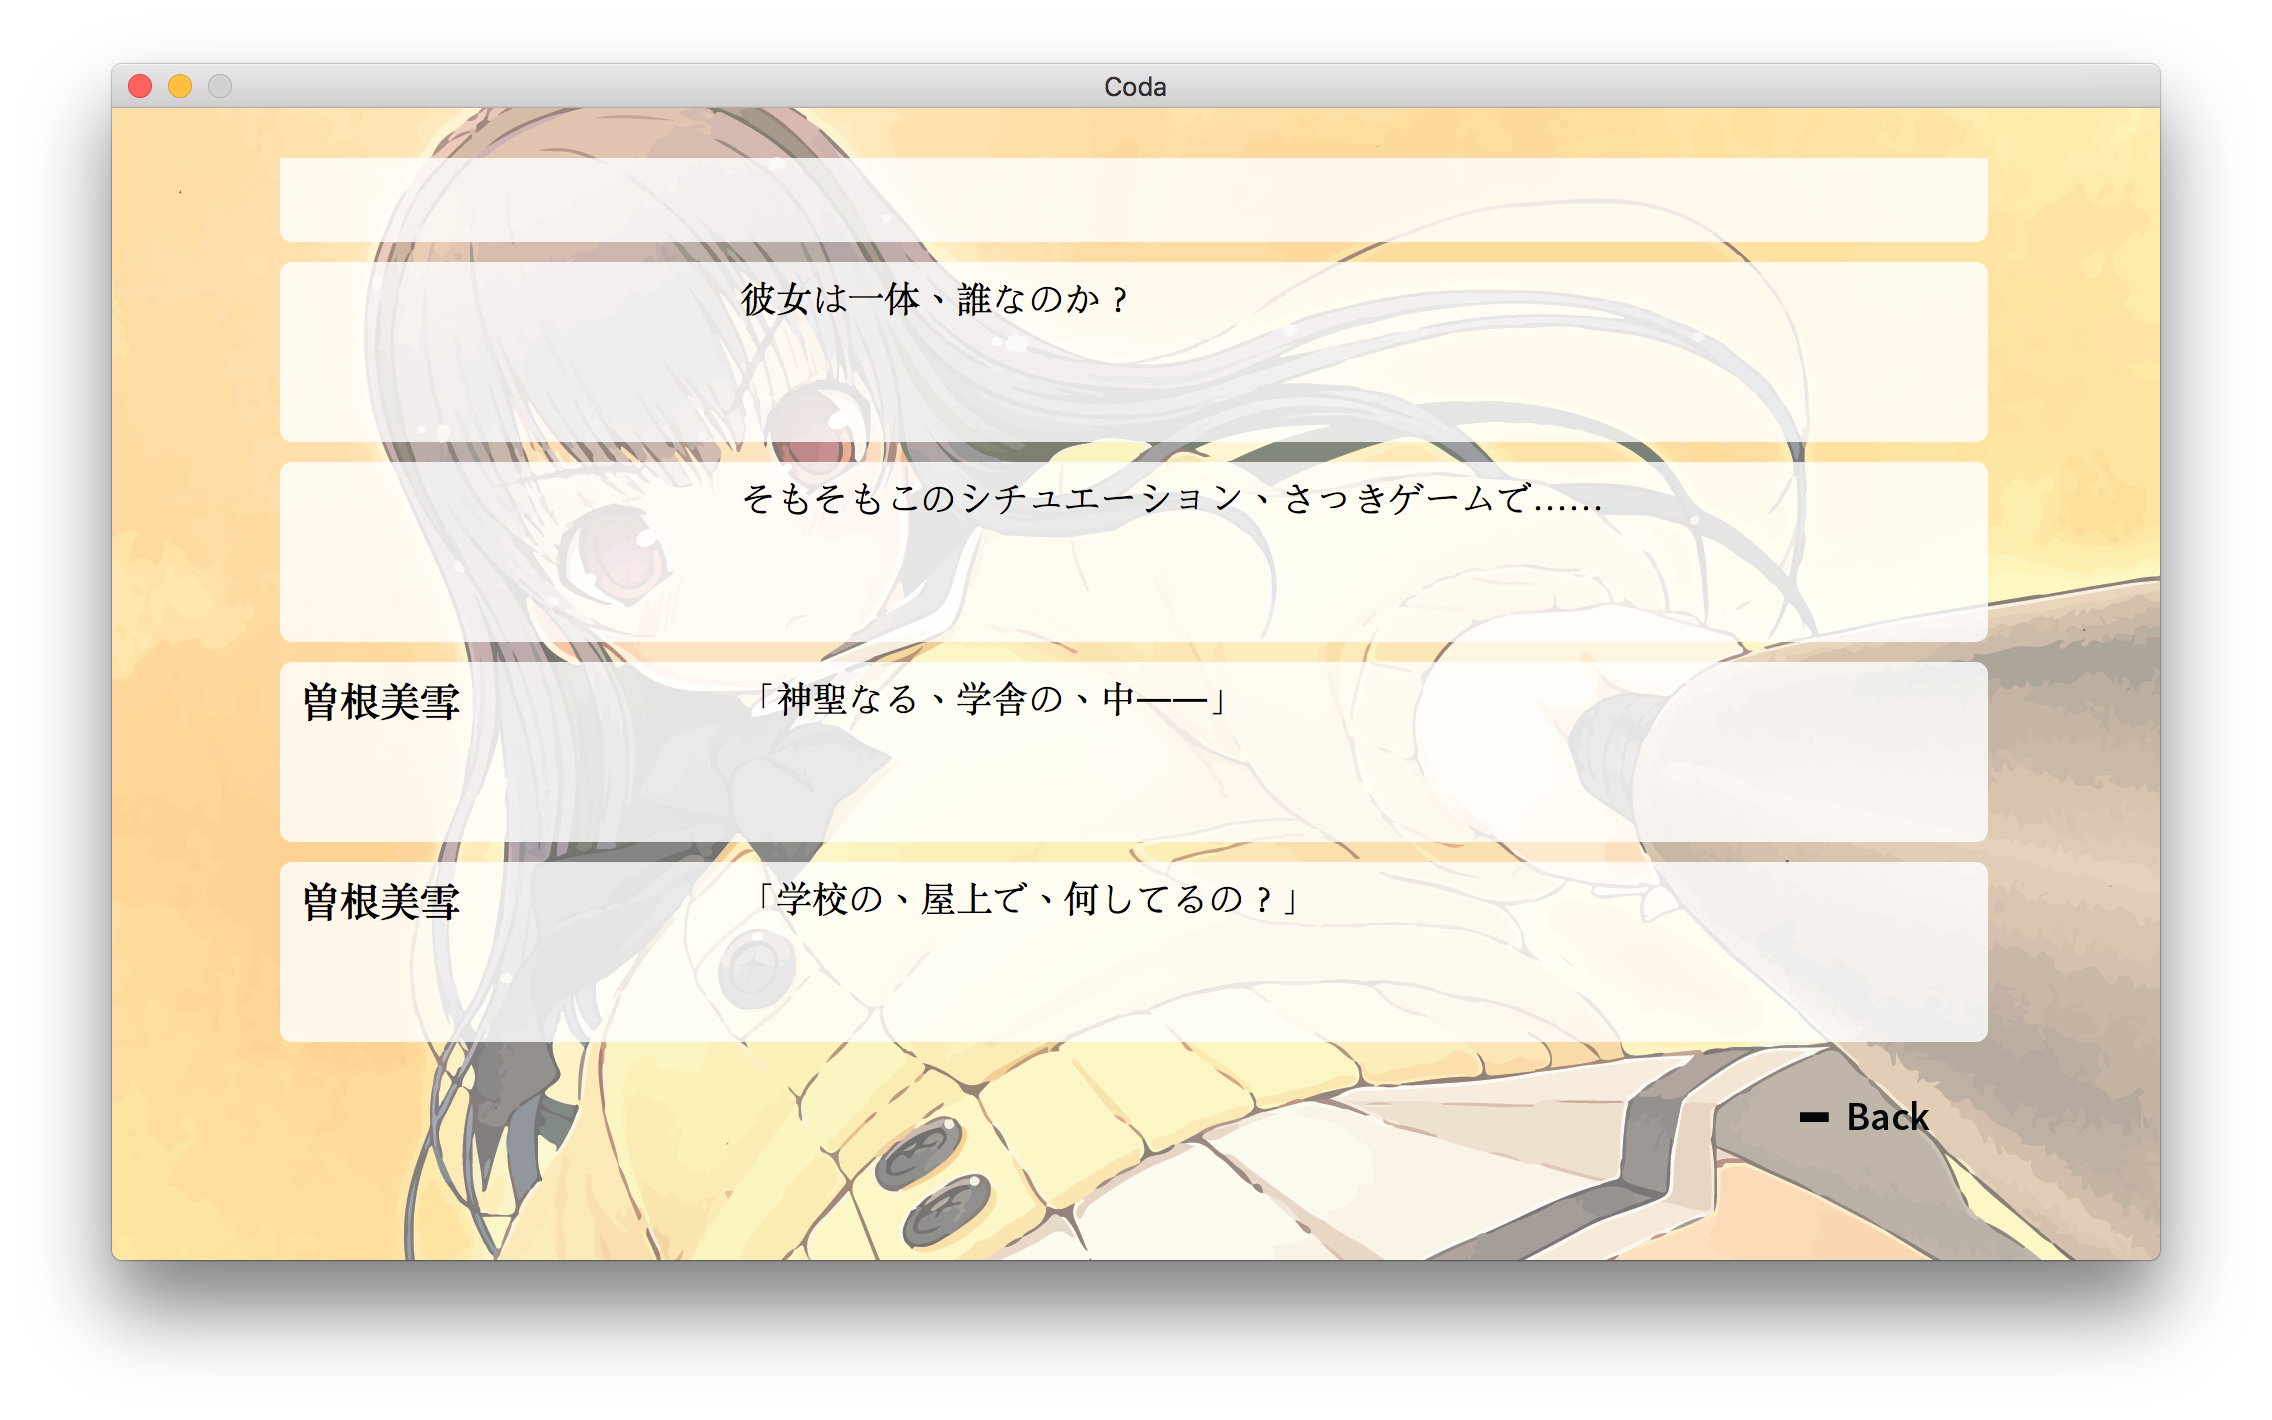 Coda
彼女は一体、誰なのか？
そもそもこのシチュエーション、さっきゲームで……
曽根美雪
「神聖なる、学舎の、中――」
曽根美雪
「学校の、屋上で、何してるの？」
Back